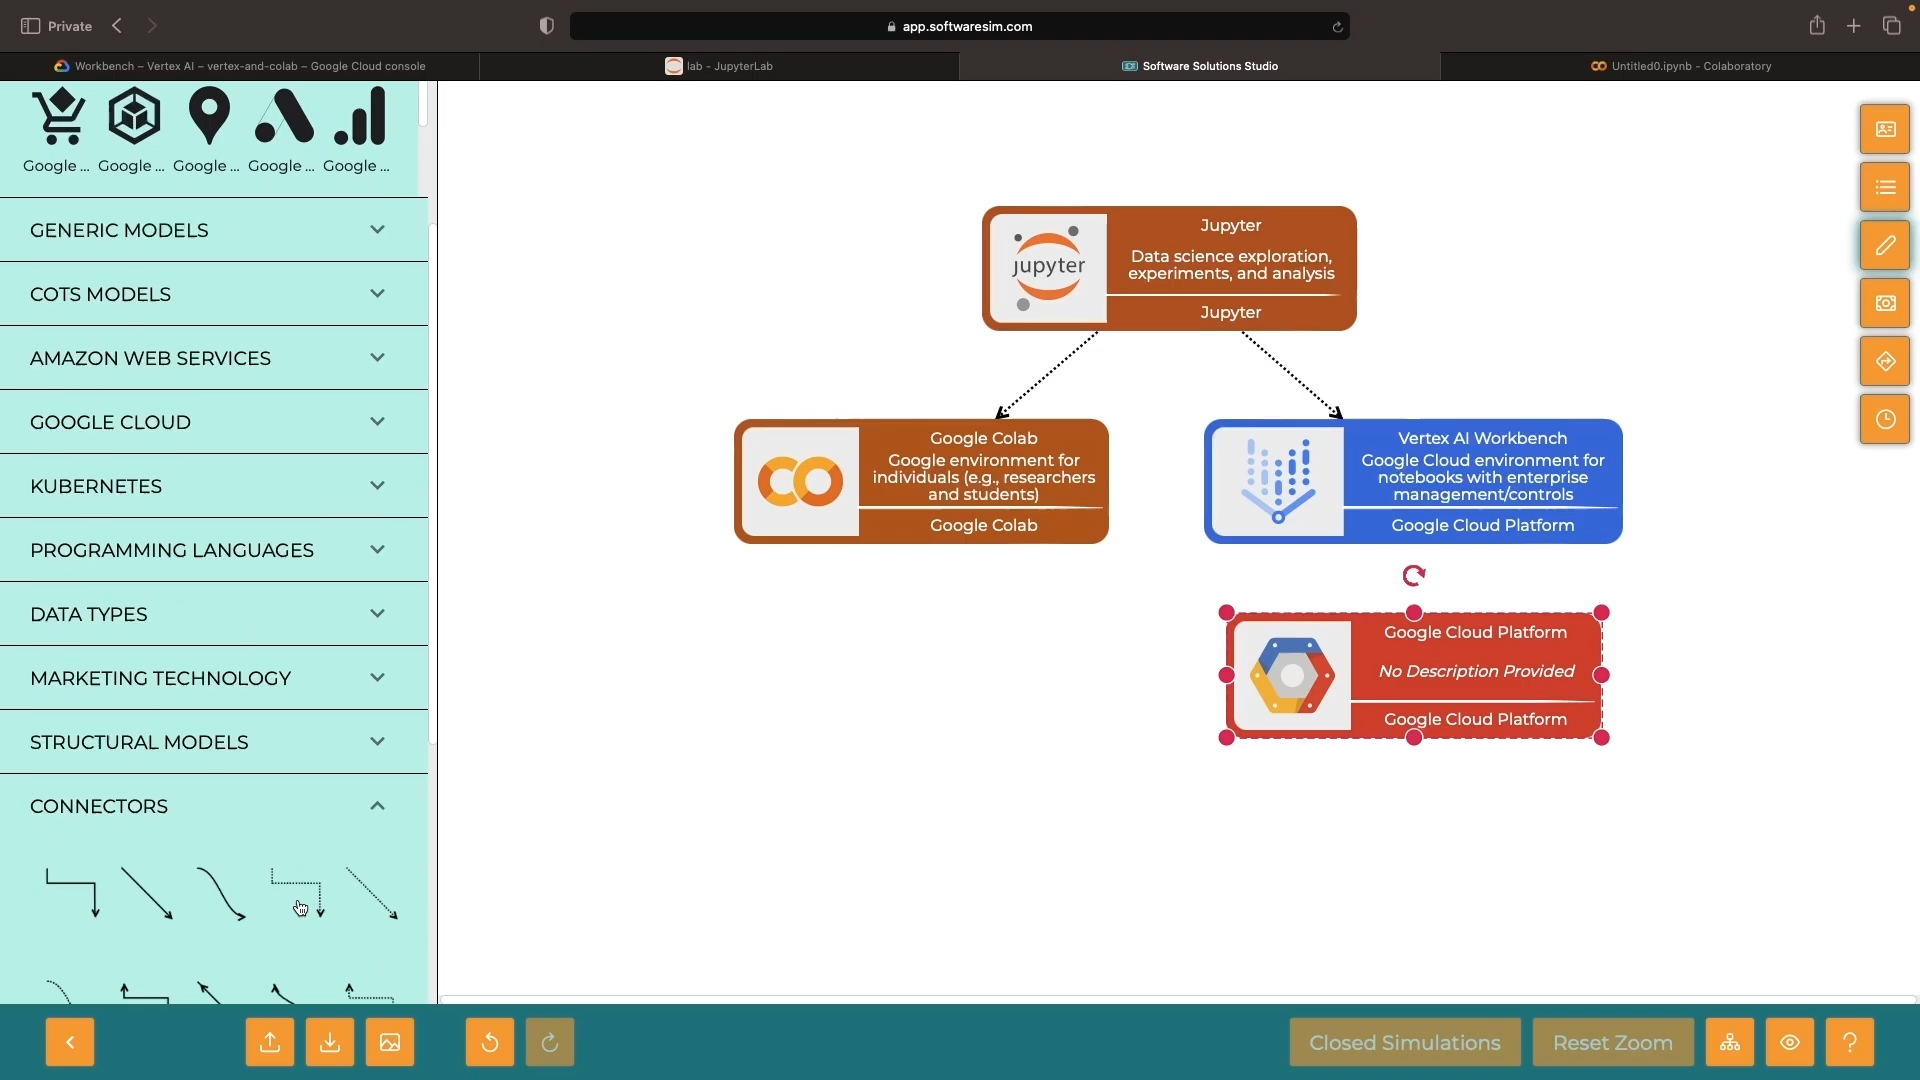 Private
app.softwaresim.com
Workbench – Vertex AI – vertex-and-colab – Google Cloud console
lab - JupyterLab
Software Solutions Studio
Untitled0.ipynb - Colaboratory
Google ... Google ... Google ... Google ... Google ...
GENERIC MODELS
COTS MODELS
AMAZON WEB SERVICES
GOOGLE CLOUD
KUBERNETES
PROGRAMMING LANGUAGES
DATA TYPES
MARKETING TECHNOLOGY
STRUCTURAL MODELS
CONNECTORS
jupyter
Jupyter
Data science exploration,
experiments, and analysis
Jupyter
Google Colab
Google environment for
individuals (e.g., researchers
and students)
Google Colab
Vertex AI Workbench
Google Cloud environment for
notebooks with enterprise
management/controls
Google Cloud Platform
Google Cloud Platform
No Description Provided
Google Cloud Platform
Closed Simulations
Reset Zoom